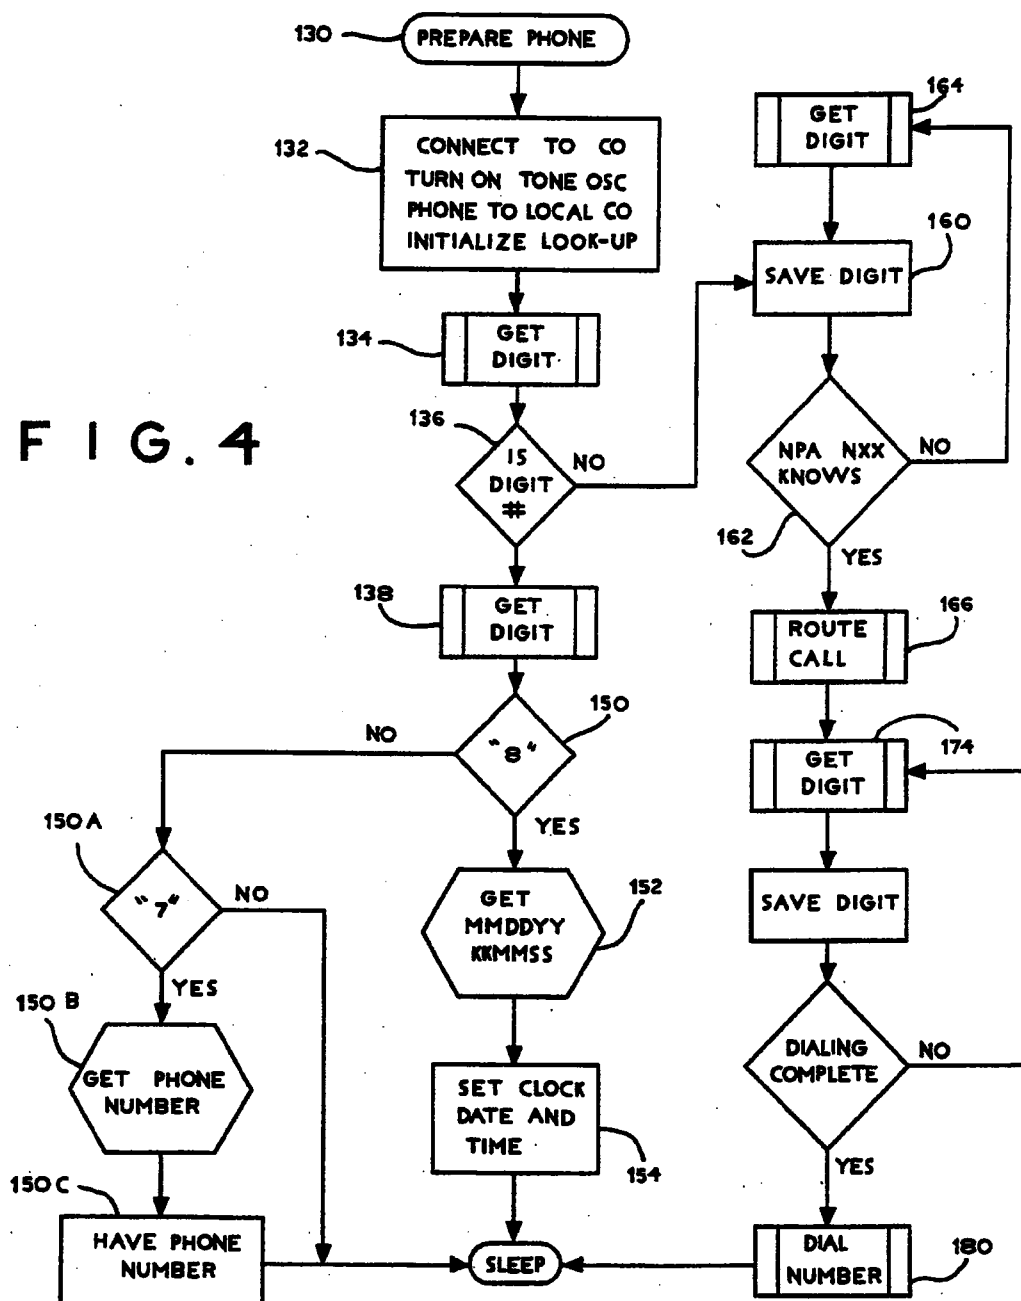 130
PREPARE PHONE
132
CONNECT TO CO
TURN ON TONE OSC
PHONE TO LOCAL CO
INITIALIZE LOOK-UP
134
GET
DIGIT
136
IS
DIGIT
#
NO
FIG. 4
138
GET
DIGIT
150
"8"
NO
YES
150A
"7"
NO
YES
150B
GET PHONE
NUMBER
150C
HAVE PHONE
NUMBER
152
GET
MMDDYY
KKMMSS
SET CLOCK
DATE AND
TIME
154
SLEEP
164
GET
DIGIT
160
SAVE DIGIT
NPA NXX
KNOWS
NO
162
YES
166
ROUTE
CALL
174
GET
DIGIT
SAVE DIGIT
DIALING
COMPLETE
NO
YES
DIAL
NUMBER
180